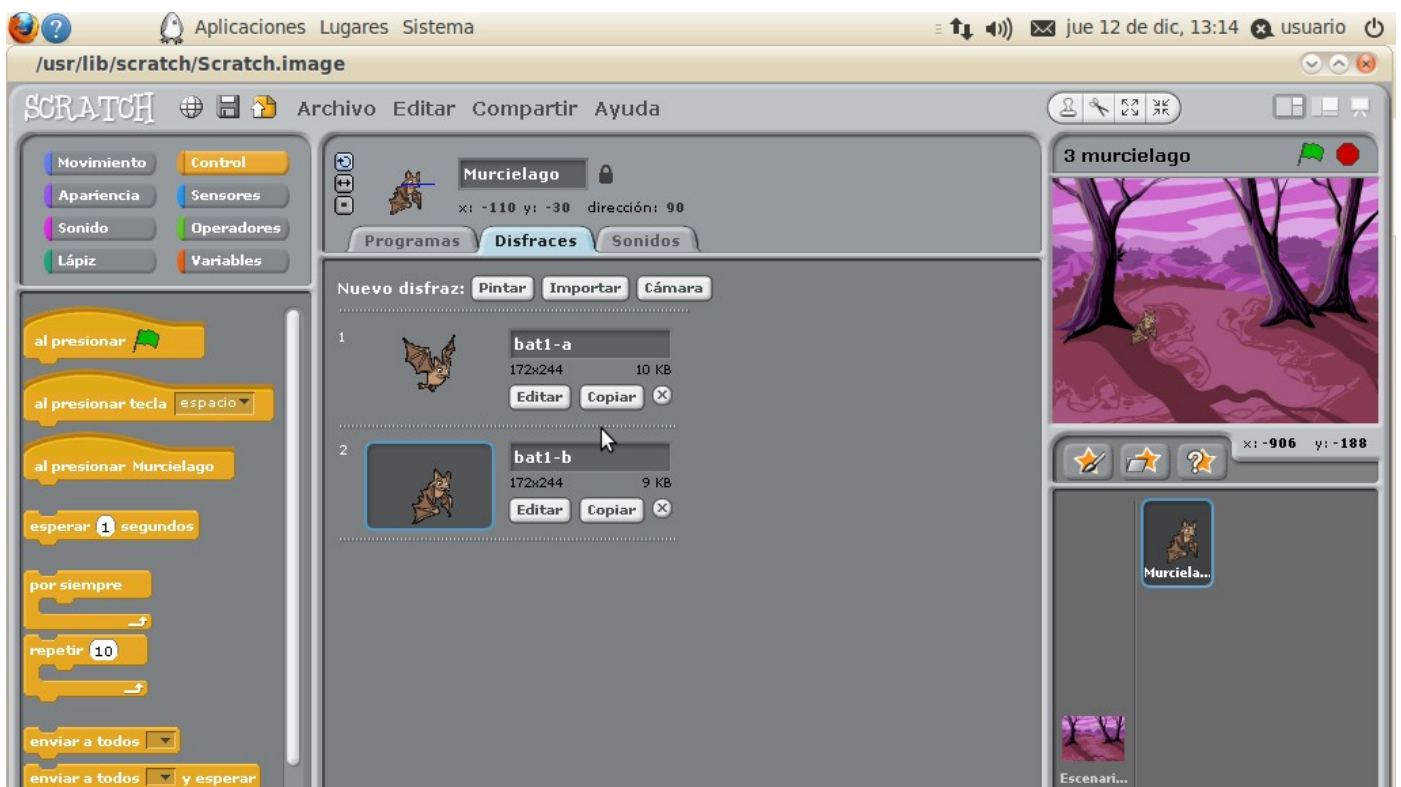 Aplicaciones Lugares Sistema
jue 12 de dic, 13:14 usuario
/usr/lib/scratch/Scratch.image
SCRATCH Archivo Editar Compartir Ayuda
Movimiento Control
Apariencia Sensores
Sonido Operadores
Lápiz Variables
al presionar
al presionar tecla espacio
al presionar Murcielago
esperar 1 segundos
por siempre
repetir 10
enviar a todos
enviar a todos y esperar
Murcielago
x: -110 y: -30 dirección: 90
Programas Disfraces Sonidos
Nuevo disfraz: Pintar Importar Cámara
1 bat1-a
172x244 10 KB
Editar Copiar
2 bat1-b
172x244 9 KB
Editar Copiar
3 murcielago
x: -906 y: -188
Murciela...
Escenari...